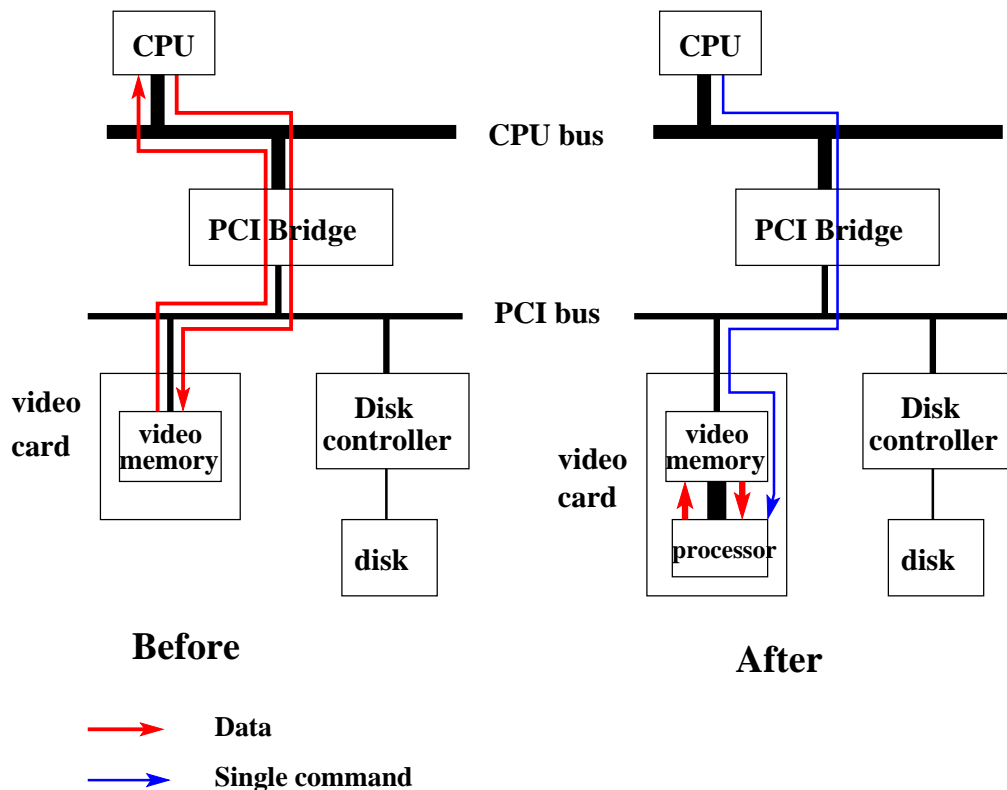 CPU
CPU
CPU bus
PCI Bridge
PCI Bridge
PCI bus
video
card
video
memory
Disk
controller
disk
video
card
video
memory
processor
Disk
controller
disk
Before
After
Data
Single command